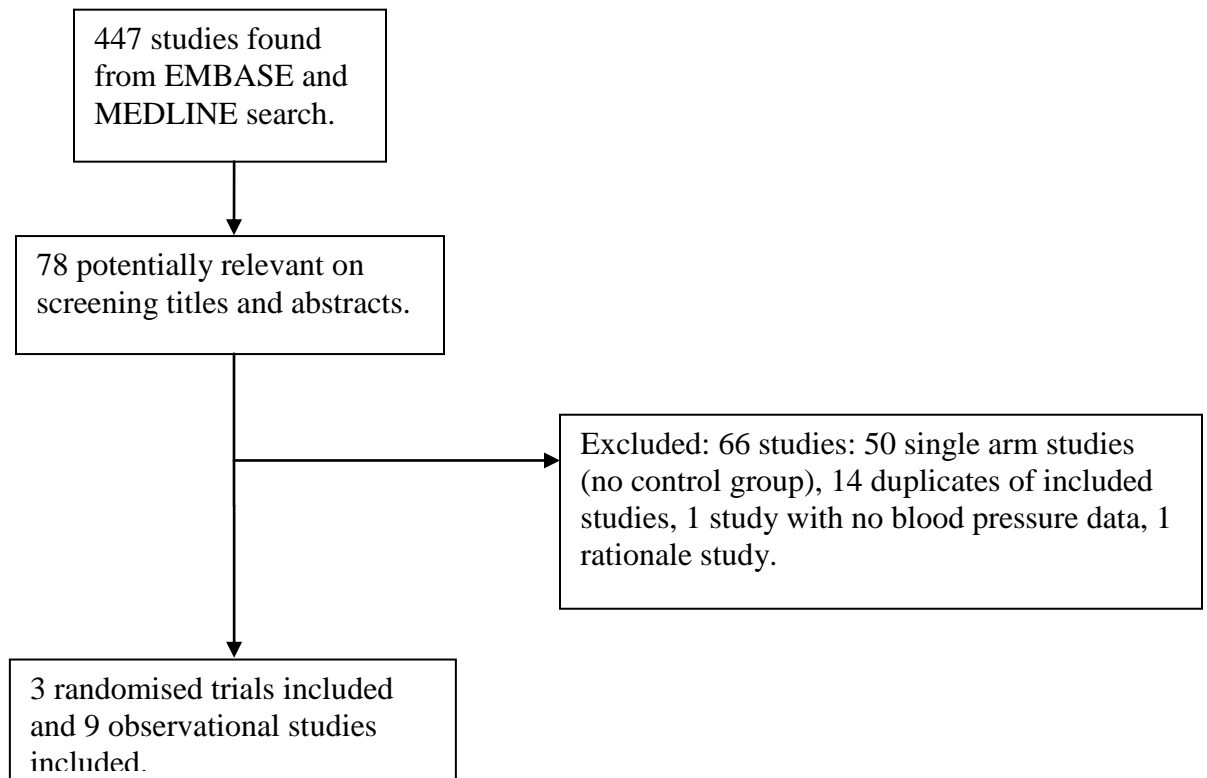 447 studies found
from EMBASE and
MEDLINE search.
78 potentially relevant on
screening titles and abstracts.
Excluded: 66 studies: 50 single arm studies
(no control group), 14 duplicates of included
studies, 1 study with no blood pressure data, 1
rationale study.
3 randomised trials included
and 9 observational studies
included.